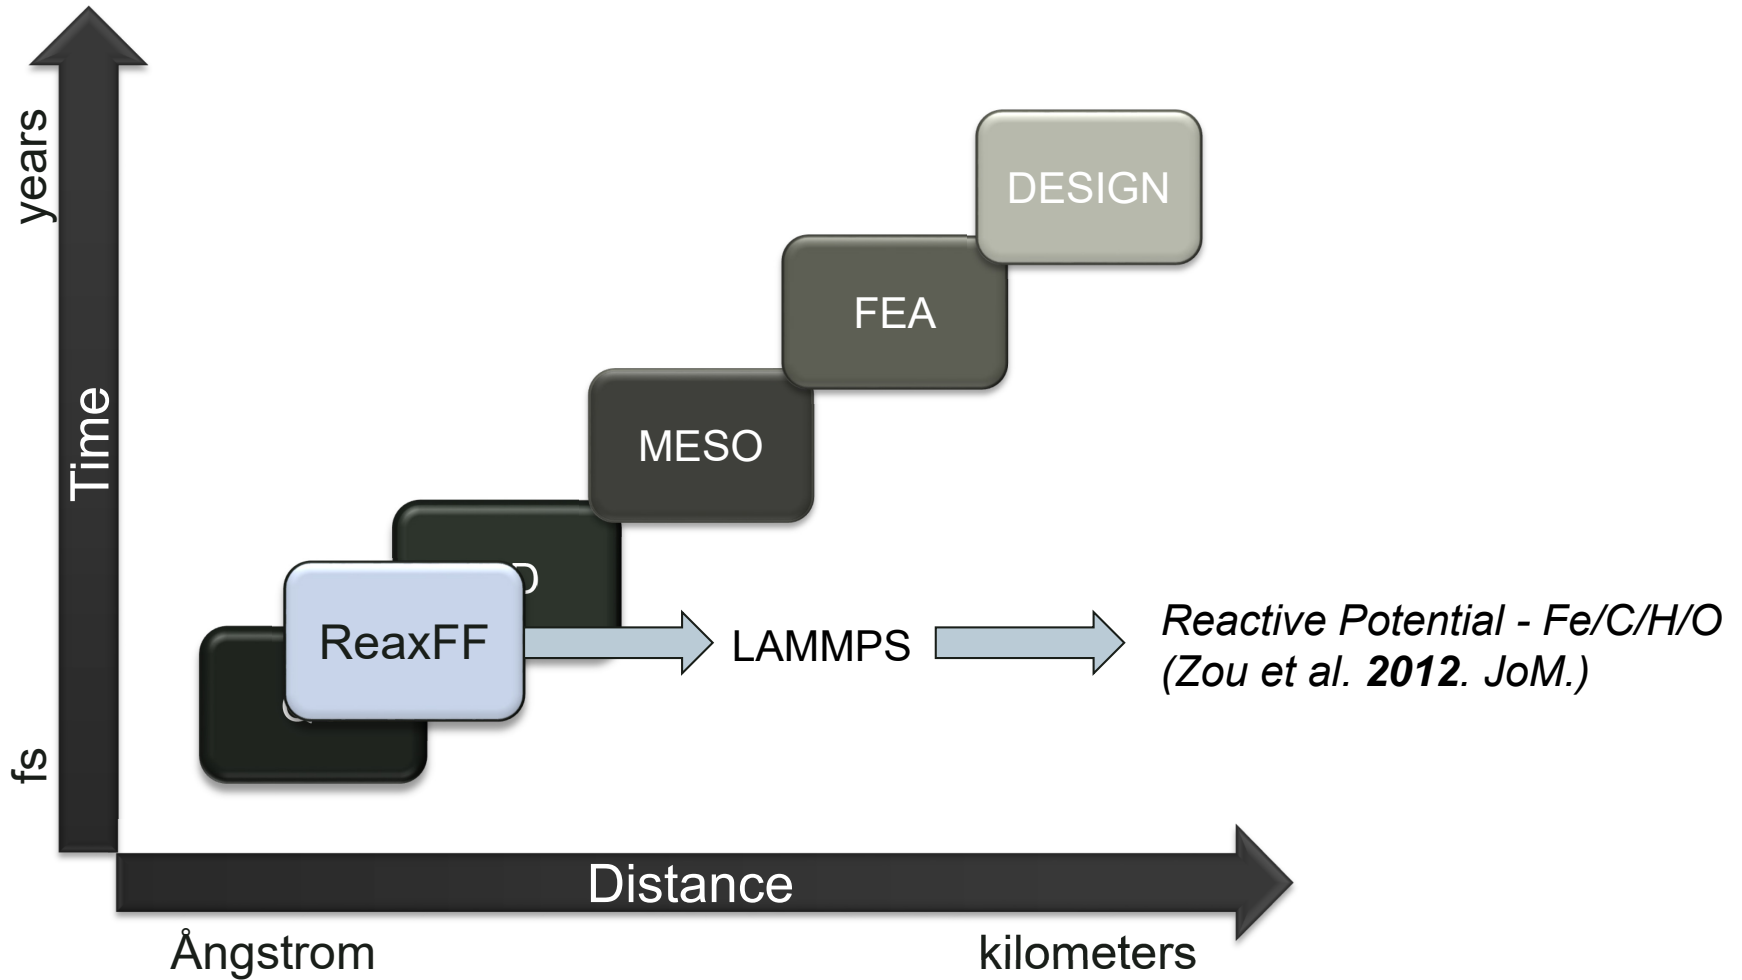 years
DESIGN
FEA
Time
MESO
ReaxFF
LAMMPS
Reactive Potential - Fe/C/H/O
(Zou et al. 2012. JoM.)
fs
Distance
Ångstrom
kilometers